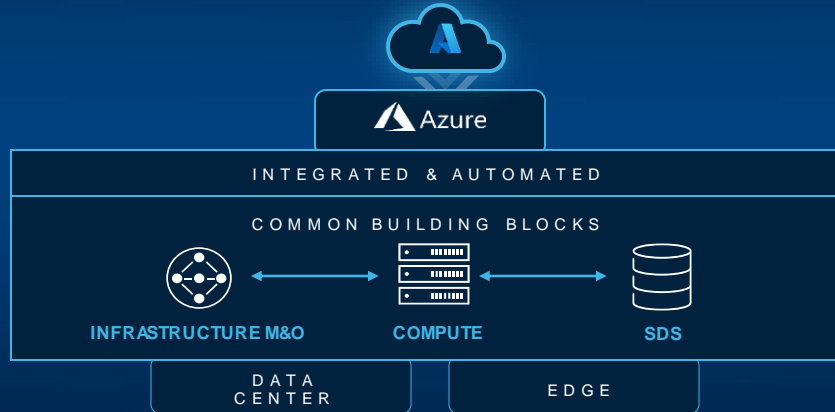 Azure
INTEGRATED & AUTOMATED
COMMON BUILDING BLOCKS
INFRASTRUCTURE M&O
COMPUTE
SDS
DATA
CENTER
EDGE